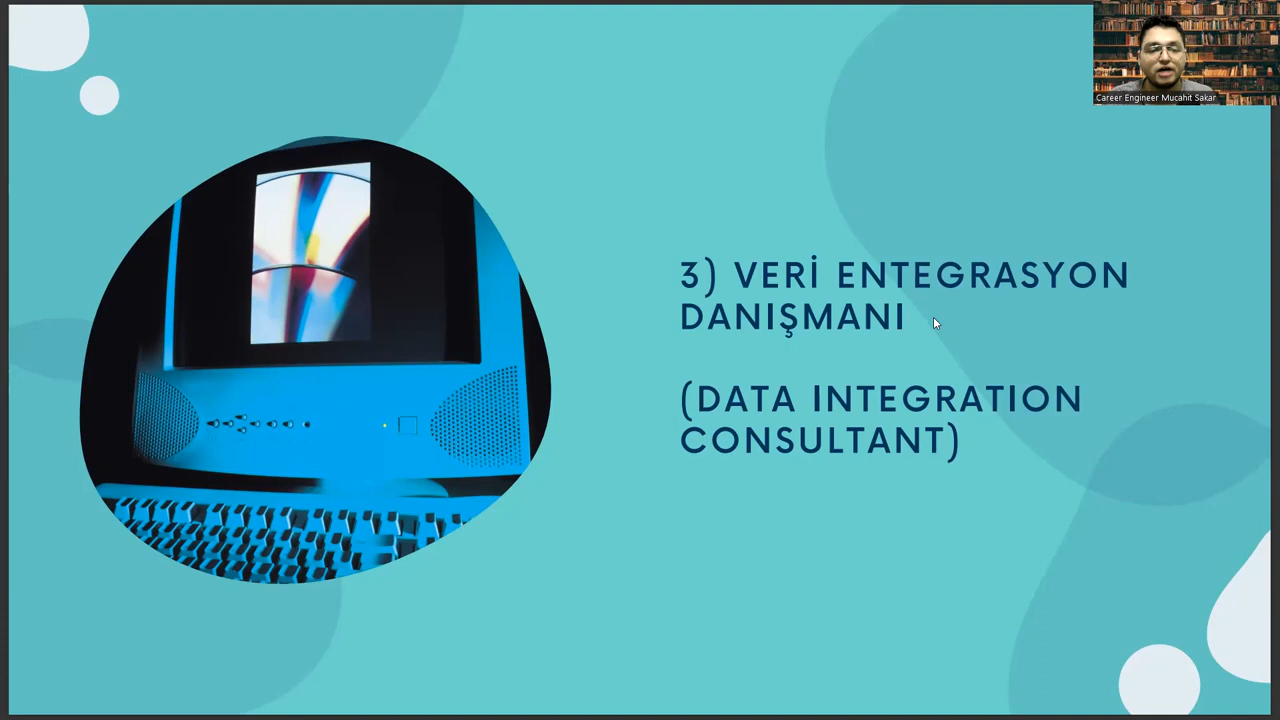 Career Engineer Mucahit Sakar
3) VERİ ENTEGRASYON
DANIŞMANI
(DATA INTEGRATION
CONSULTANT)